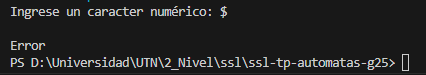 Ingrese un caracter numérico: $
Error
PS D:\Universidad\UTN\2_Nivel\ssl\ssl-tp-automatas-g25>